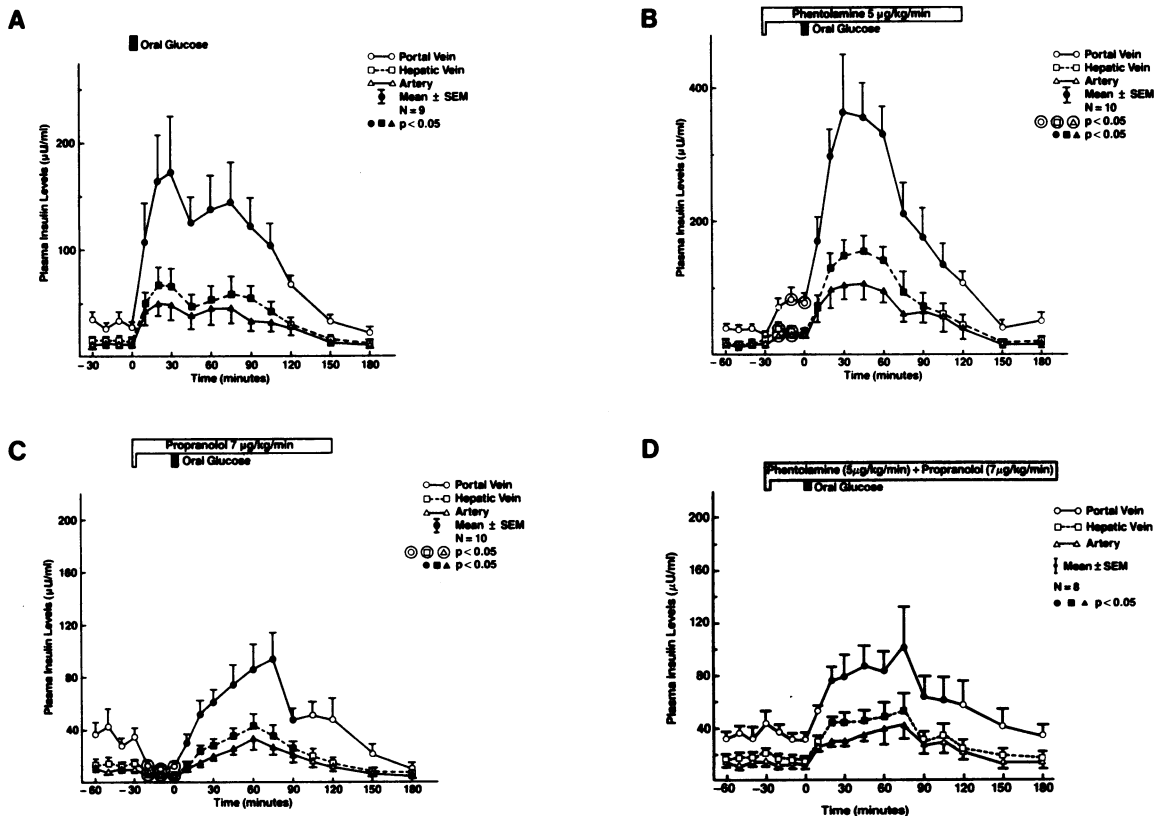 A
Oral Glucose
Portal Vein
Hepatic Vein
Artery
Mean ± SEM
N = 9
p < 0.05
Plasma Insulin Levels (µU/ml)
200
100
−30 0 30 60 90 120 150 180
Time (minutes)
B
Phentolamine 5 µg/kg/min
Oral Glucose
Portal Vein
Hepatic Vein
Artery
Mean ± SEM
N = 10
p < 0.05
p < 0.05
Plasma Insulin Levels (µU/ml)
400
200
−60 −30 0 30 60 90 120 150 180
Time (minutes)
C
Propranolol 7 µg/kg/min
Oral Glucose
Portal Vein
Hepatic Vein
Artery
Mean ± SEM
N = 10
p < 0.05
p < 0.05
Plasma Insulin Levels (µU/ml)
200
160
120
80
40
−60 −30 0 30 60 90 120 150 180
Time (minutes)
D
Phentolamine (5µg/kg/min) + Propranolol (7µg/kg/min)
Oral Glucose
Portal Vein
Hepatic Vein
Artery
Mean ± SEM
N = 8
p < 0.05
Plasma Insulin Levels (µU/ml)
200
160
120
80
40
−60 −30 0 30 60 90 120 150 180
Time (minutes)